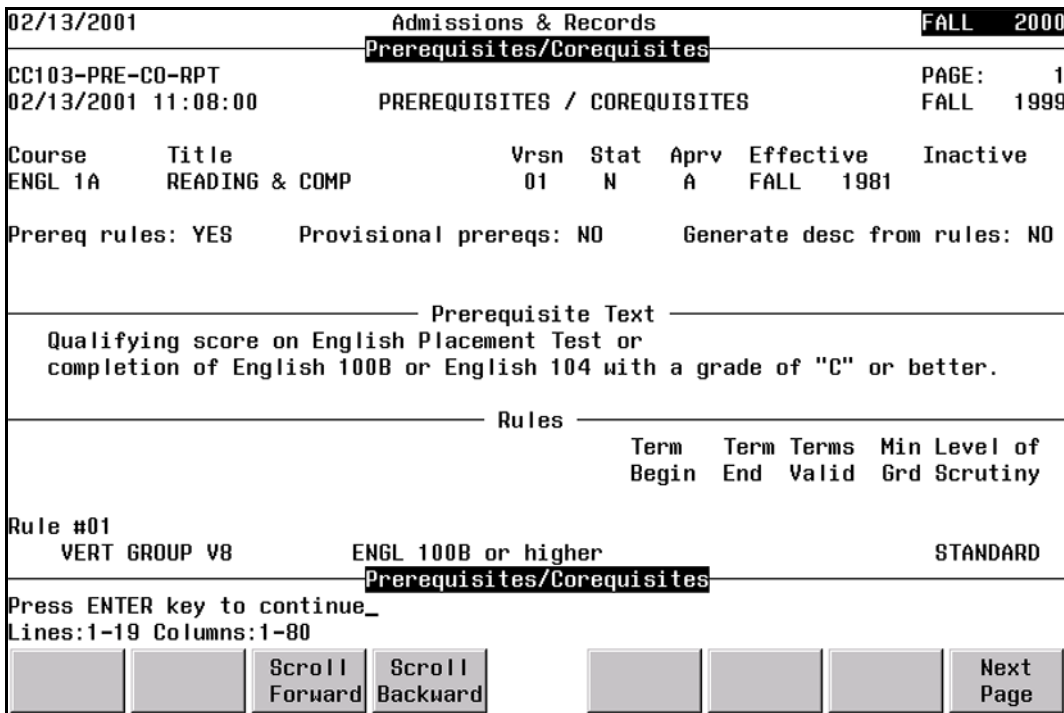 02/13/2001 Admissions & Records FALL 2000
Prerequisites/Corequisites
CC103-PRE-CO-RPT PAGE: 1
02/13/2001 11:08:00 PREREQUISITES / COREQUISITES FALL 1999
Course Title Vrsn Stat Aprv Effective Inactive
ENGL 1A READING & COMP 01 N A FALL 1981
Prereq rules: YES Provisional prereqs: NO Generate desc from rules: NO
Prerequisite Text
Qualifying score on English Placement Test or
completion of English 100B or English 104 with a grade of "C" or better.
Rules
Term Term Terms Min Level of
Begin End Valid Grd Scrutiny
Rule #01
VERT GROUP V8 ENGL 100B or higher STANDARD
Prerequisites/Corequisites
Press ENTER key to continue_
Lines:1-19 Columns:1-80
Scroll Scroll Next
Forward Backward Page